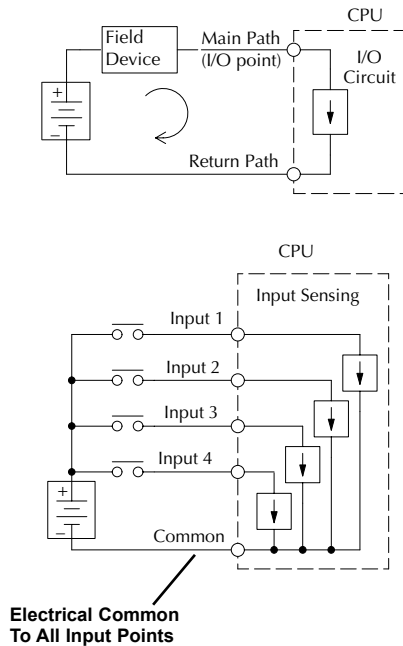 CPU
Field
Device
Main Path
(I/O point)
I/O
Circuit
+
–
Return Path
CPU
Input Sensing
Input 1
Input 2
Input 3
Input 4
+
–
Common
Electrical Common
To All Input Points